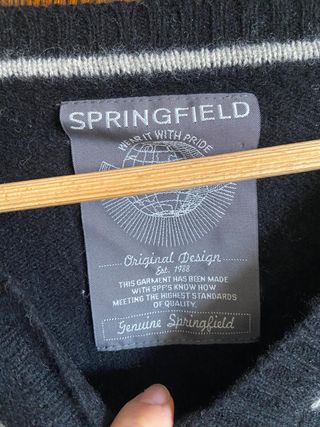 SPRINGFIELD
WEAR IT WITH PRIDE
Original Design
Est. 1988
THIS GARMENT HAS BEEN MADE
WITH SPF'S KNOW HOW
MEETING THE HIGHEST STANDARDS
OF QUALITY.
Genuine Springfield